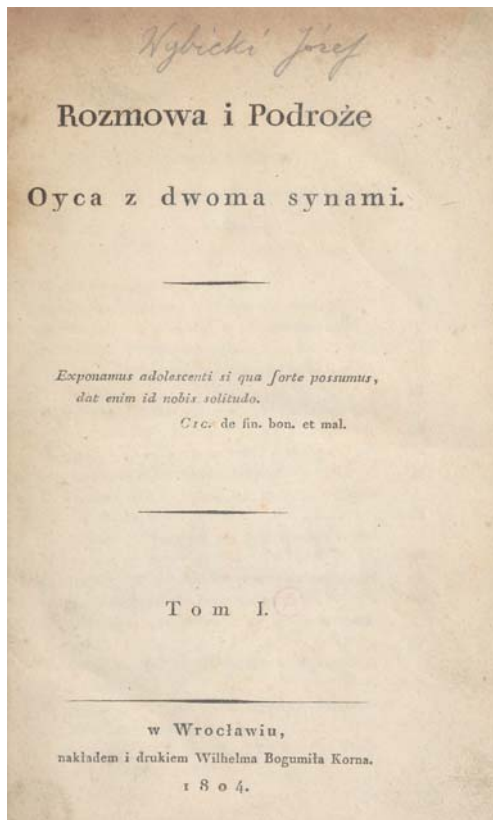 Wybicki Józef
Rozmowa i Podroże
Oyca z dwoma synami.
Exponamus adolescenti si qua forte possumus,
dat enim id nobis solitudo.
Cic. de fin. bon. et mal.
Tom I.
w Wrocławiu,
nakładem i drukiem Wilhelma Bogumiła Korna.
1804.